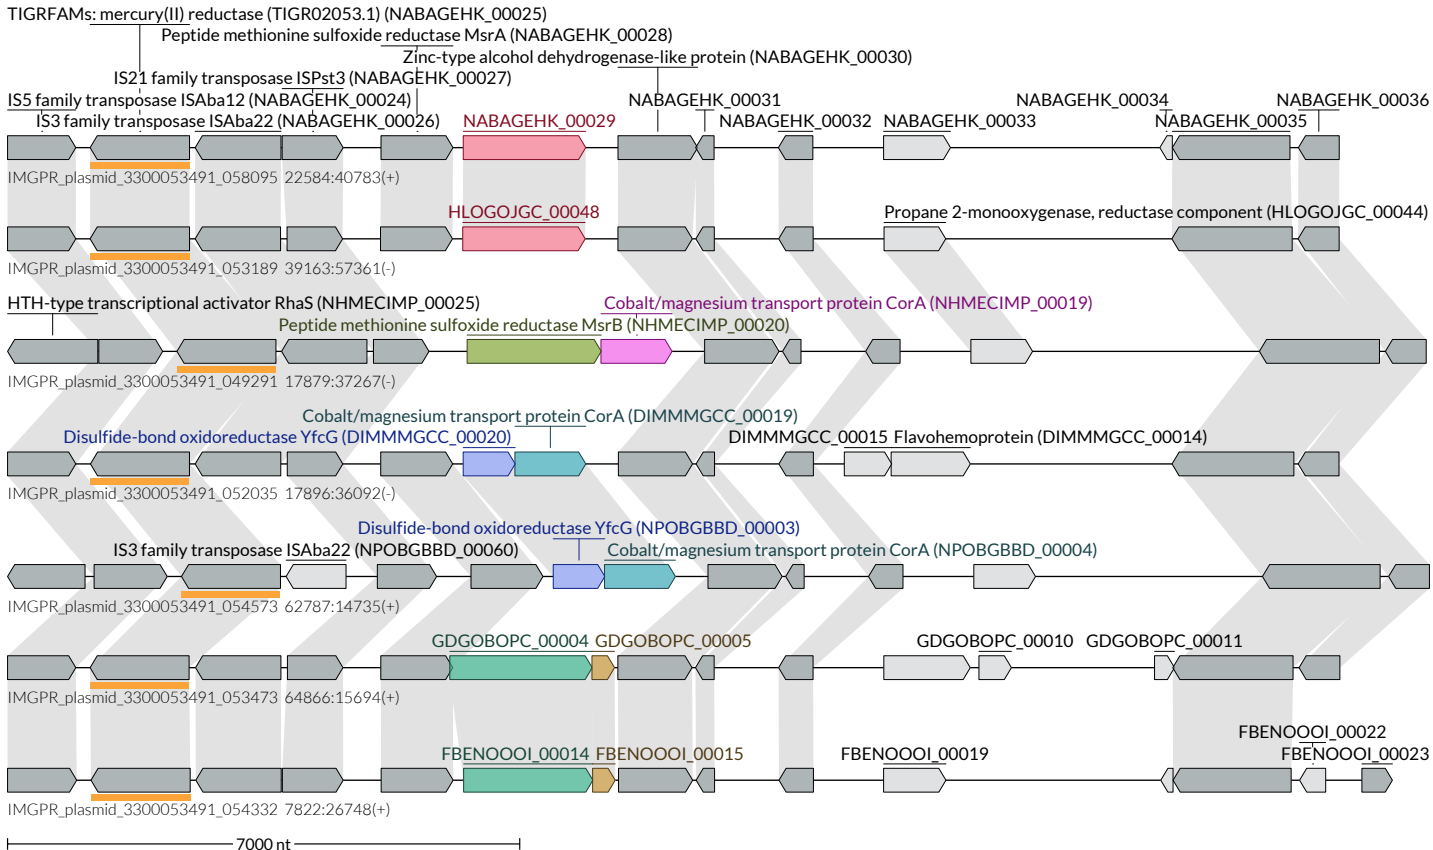 TIGRFAMs: mercury(II) reductase (TIGR02053.1) (NABAGEHK_00025)
Peptide methionine sulfoxide reductase MsrA (NABAGEHK_00028)
Zinc-type alcohol dehydrogenase-like protein (NABAGEHK_00030)
IS21 family transposase ISPst3 (NABAGEHK_00027)
IS5 family transposase ISAba12 (NABAGEHK_00024) NABAGEHK_00031 NABAGEHK_00034 NABAGEHK_00036
IS3 family transposase ISAba22 (NABAGEHK_00026) NABAGEHK_00029 NABAGEHK_00032 NABAGEHK_00033 NABAGEHK_00035
IMGPR_plasmid_3300053491_058095 22584:40783(+)
HLOGOJGC_00048 Propane 2-monooxygenase, reductase component (HLOGOJGC_00044)
IMGPR_plasmid_3300053491_053189 39163:57361(-)
HTH-type transcriptional activator RhaS (NHMECIMP_00025) Cobalt/magnesium transport protein CorA (NHMECIMP_00019)
Peptide methionine sulfoxide reductase MsrB (NHMECIMP_00020)
IMGPR_plasmid_3300053491_049291 17879:37267(-)
Cobalt/magnesium transport protein CorA (DIMMMGCC_00019)
Disulfide-bond oxidoreductase YfcG (DIMMMGCC_00020) DIMMMGCC_00015 Flavohemoprotein (DIMMMGCC_00014)
IMGPR_plasmid_3300053491_052035 17896:36092(-)
Disulfide-bond oxidoreductase YfcG (NPOBGBBD_00003)
IS3 family transposase ISAba22 (NPOBGBBD_00060) Cobalt/magnesium transport protein CorA (NPOBGBBD_00004)
IMGPR_plasmid_3300053491_054573 62787:14735(+)
GDGOBOPC_00004 GDGOBOPC_00005 GDGOBOPC_00010 GDGOBOPC_00011
IMGPR_plasmid_3300053491_053473 64866:15694(+)
FBENOOOI_00022
FBENOOOI_00014 FBENOOOI_00015 FBENOOOI_00019 FBENOOOI_00023
IMGPR_plasmid_3300053491_054332 7822:26748(+)
7000 nt